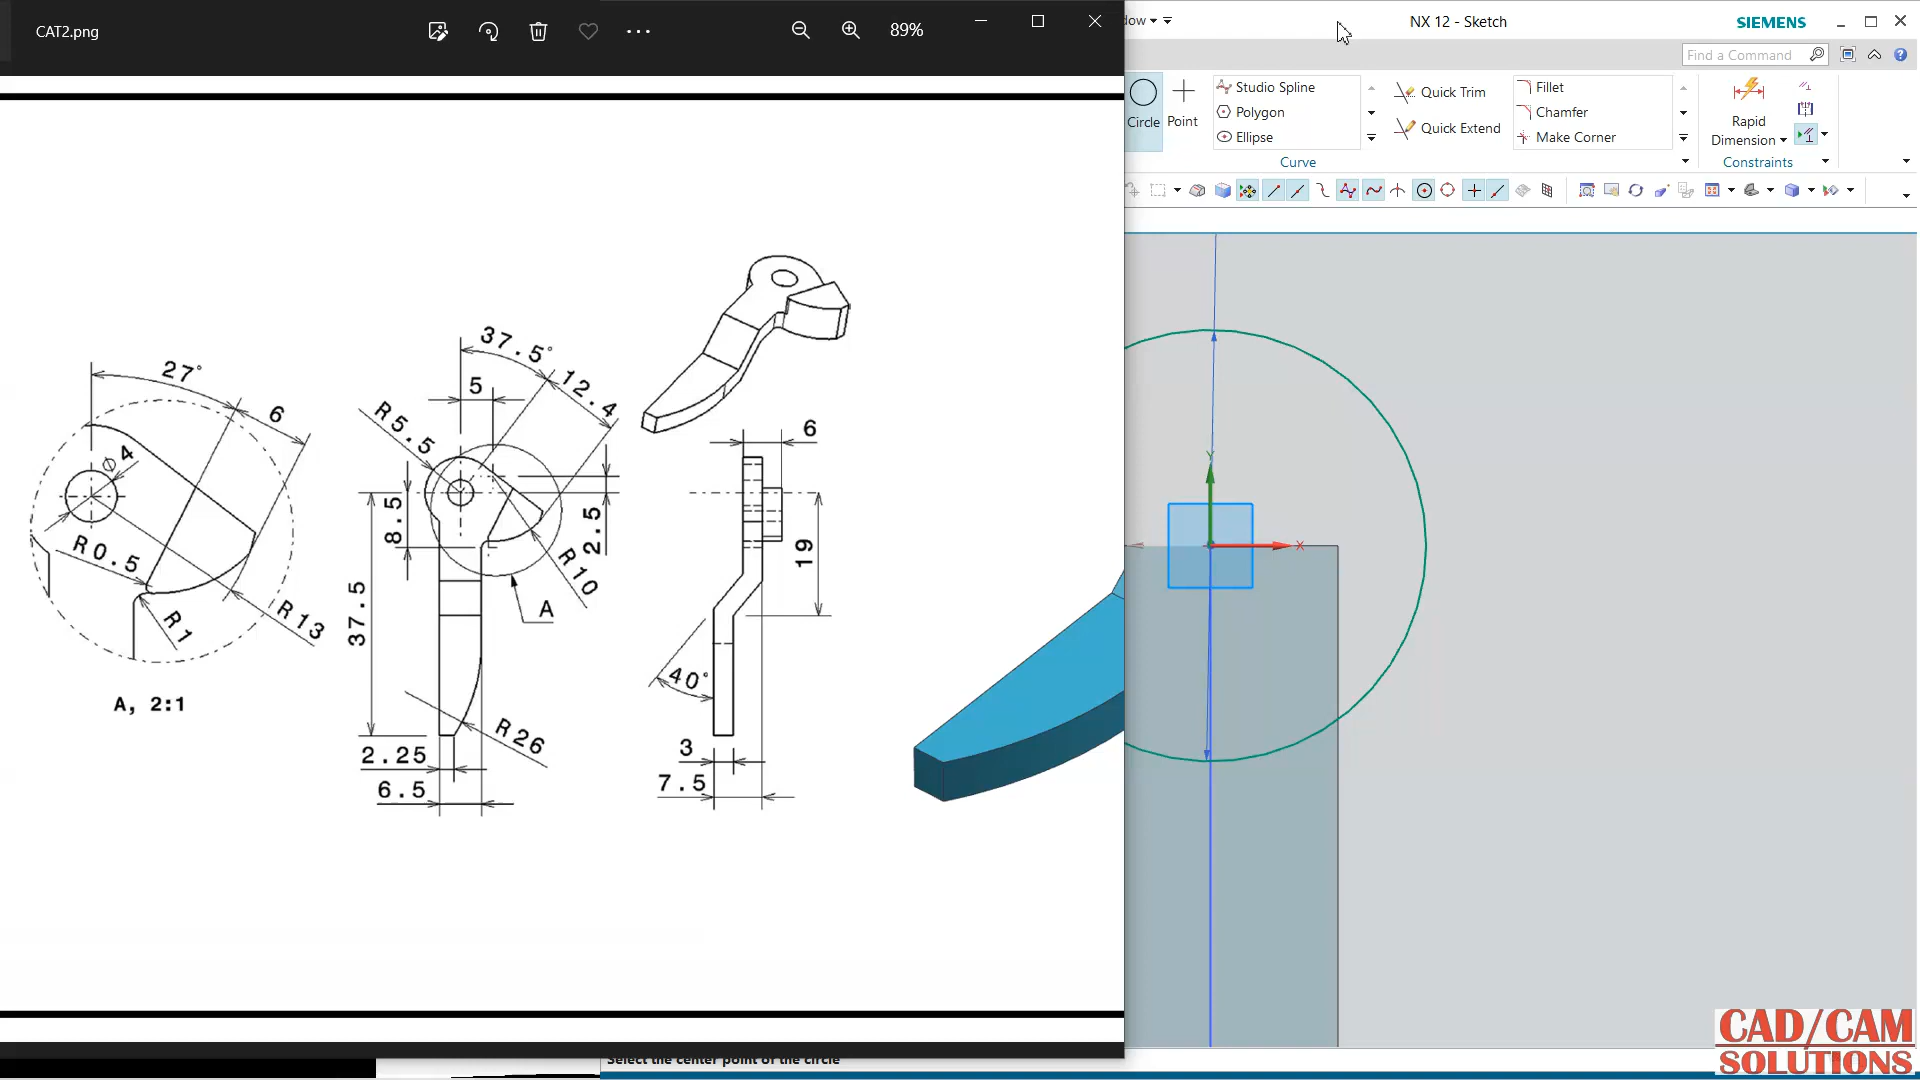 CAT2.png
89%
dow
NX 12 - Sketch
SIEMENS
Find a Command
Circle
Point
Studio Spline
Polygon
Ellipse
Quick Trim
Quick Extend
Fillet
Chamfer
Make Corner
Rapid
Dimension
Curve
Constraints
27°
6
Φ4
R0.5
R1
R13
A, 2:1
37.5°
5
12.4
R5.5
8.5
2.5
R10
A
37.5
R26
2.25
6.5
6
19
40°
3
7.5
Y
X
Select the center point of the circle
CAD/CAM
SOLUTIONS